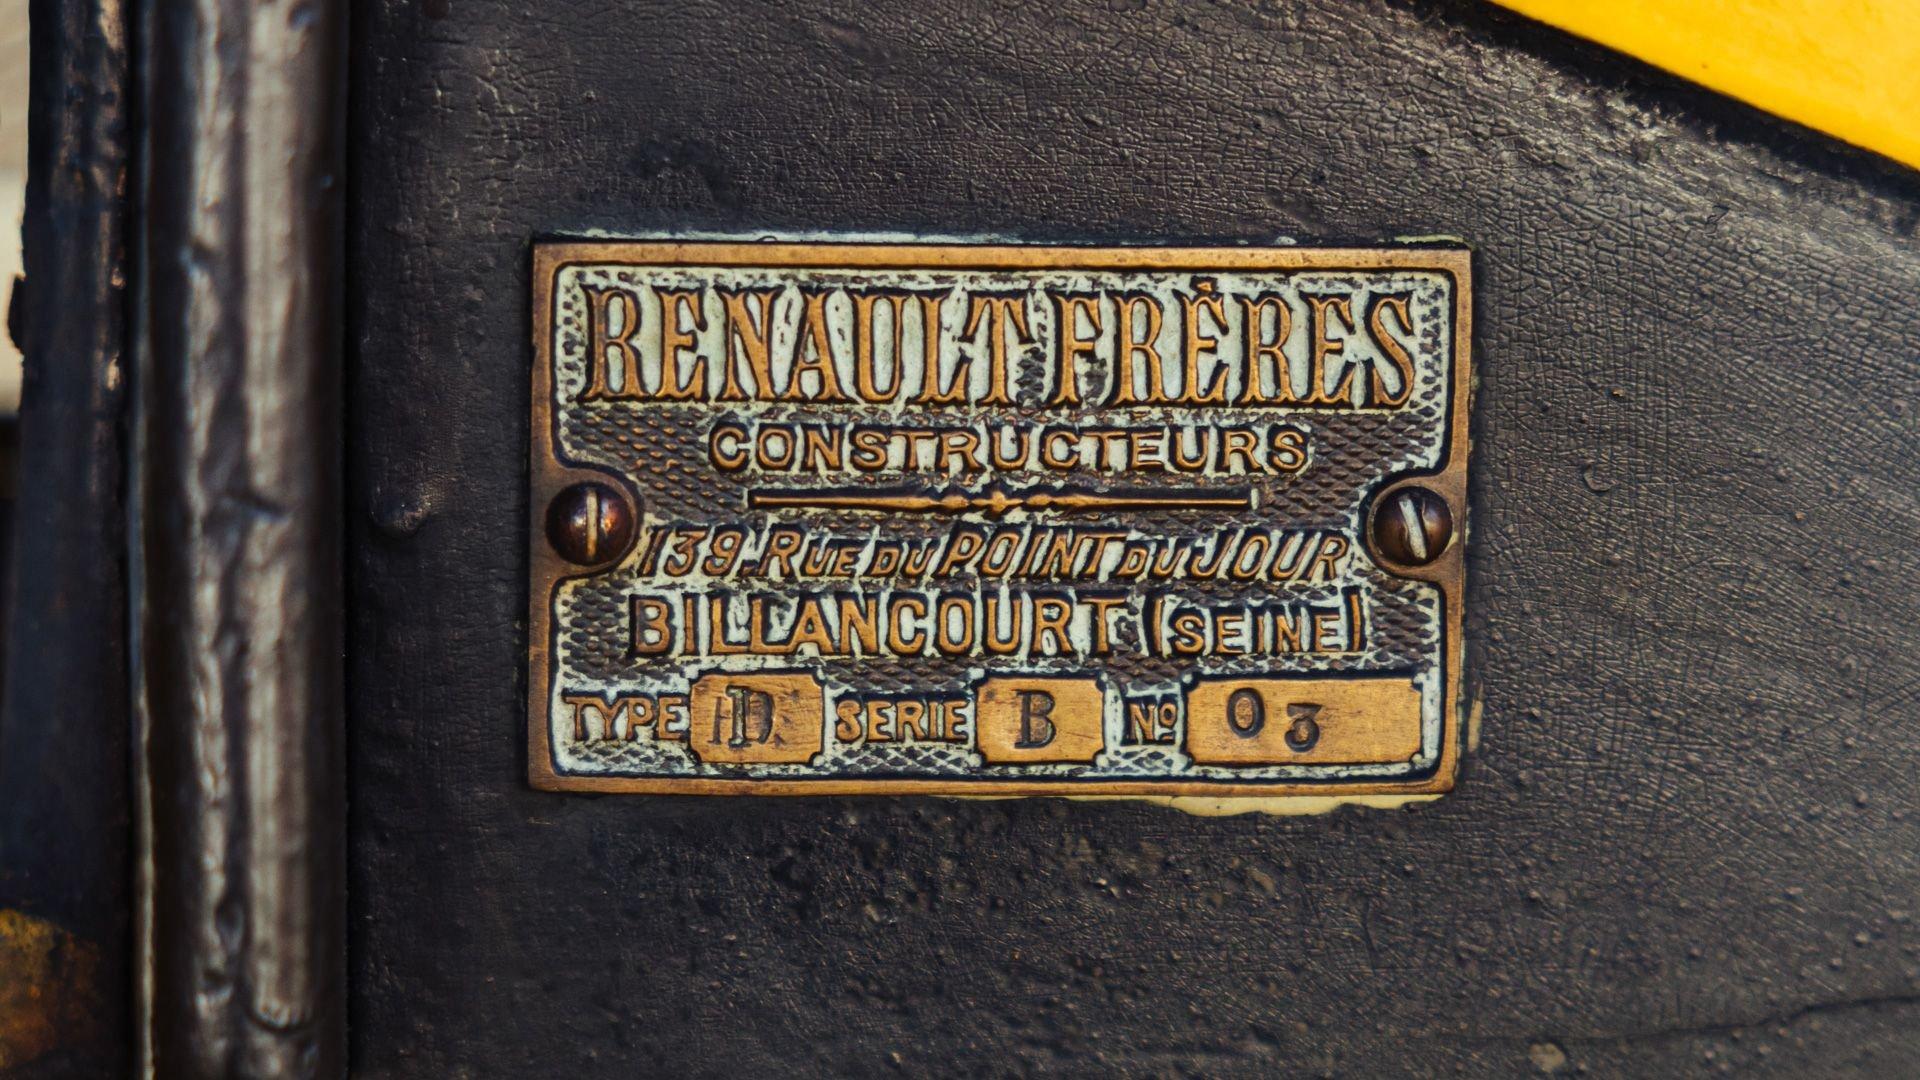 RENAULT FRÈRES
CONSTRUCTEURS
139, RUE DU POINT DU JOUR
BILLANCOURT (SEINE)
TYPE D SERIE B No 03